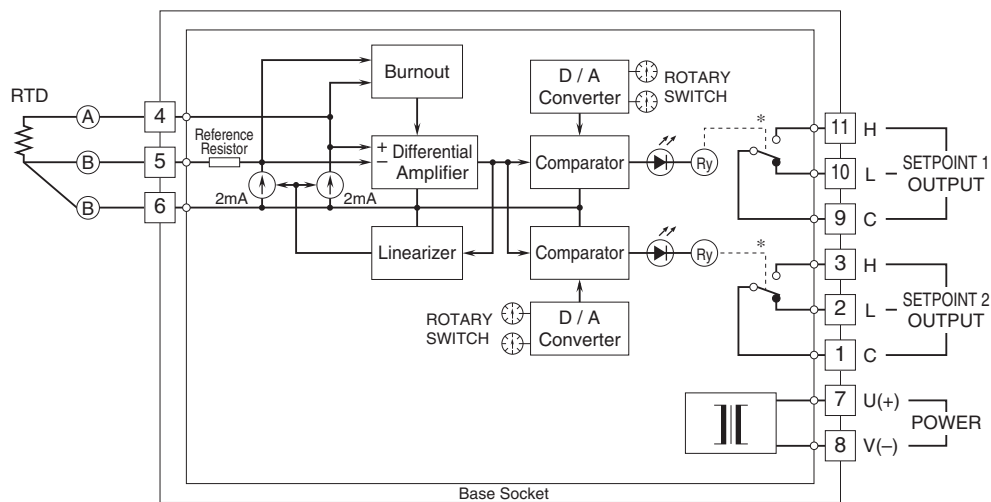 RTD
A
B
B
4
5
6
Reference
Resistor
2mA
2mA
Burnout
+
–
Differential
Amplifier
Linearizer
D / A
Converter
ROTARY
SWITCH
Comparator
Ry
*
Comparator
Ry
*
ROTARY
SWITCH
D / A
Converter
11 H
10 L
9 C
SETPOINT 1
OUTPUT
3 H
2 L
1 C
SETPOINT 2
OUTPUT
7 U(+)
8 V(–)
POWER
Base Socket